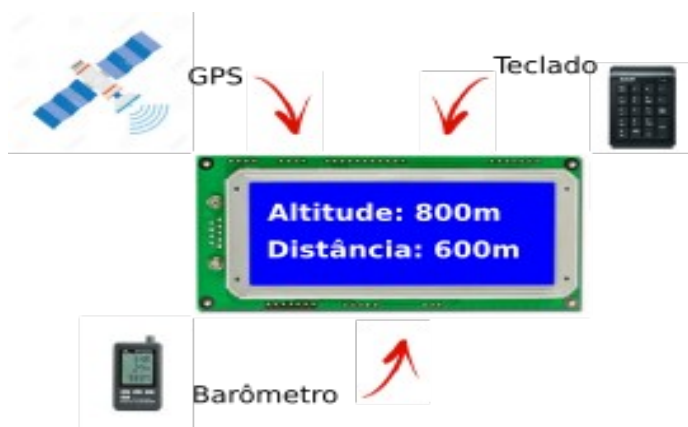 GPS
Teclado
Altitude: 800m
Distância: 600m
Barômetro